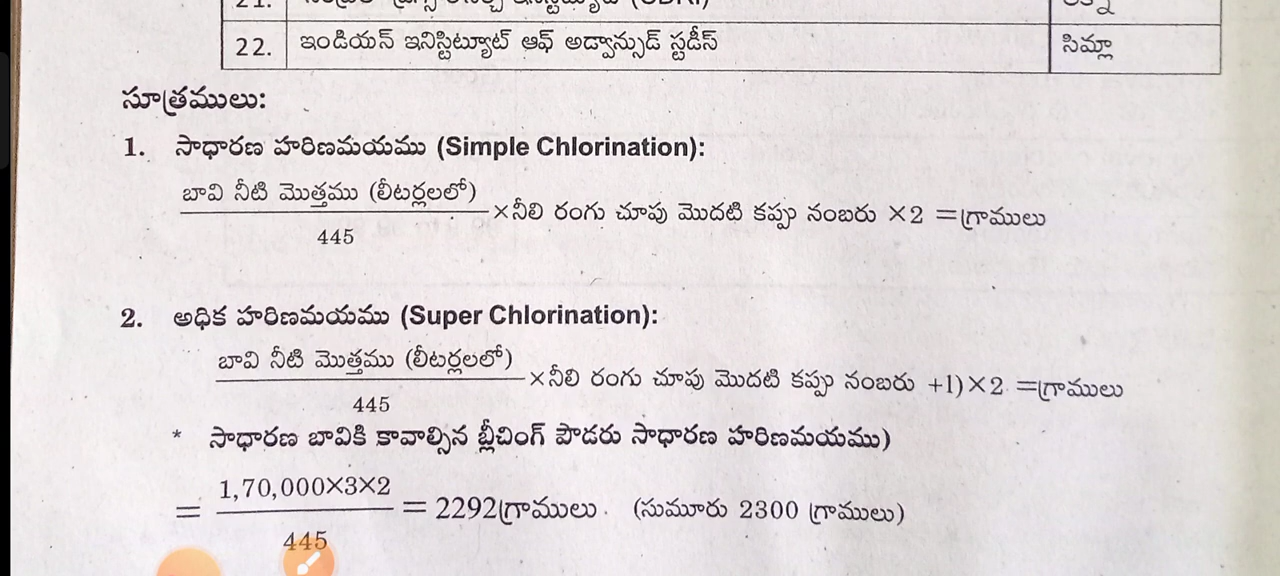 22. ఇండియన్ ఇనిస్టిట్యూట్ ఆఫ్ అడ్వాన్సుడ్ స్టడీస్ సిమ్లా
సూత్రములు:
1. సాధారణ హరిణమయము (Simple Chlorination):
బావి నీటి మొత్తము (లీటర్లలలో)
×నీలి రంగు చూపు మొదటి కప్పు నంబరు ×2 =గ్రాములు
445
2. అధిక హరిణమయము (Super Chlorination):
బావి నీటి మొత్తము (లీటర్లలలో)
×నీలి రంగు చూపు మొదటి కప్పు నంబరు +1)×2 =గ్రాములు
445
* సాధారణ బావికి కావాల్సిన బ్లీచింగ్ పౌడరు సాధారణ హరిణమయము)
1,70,000×3×2
= = 2292గ్రాములు. (సుమూరు 2300 గ్రాములు)
445